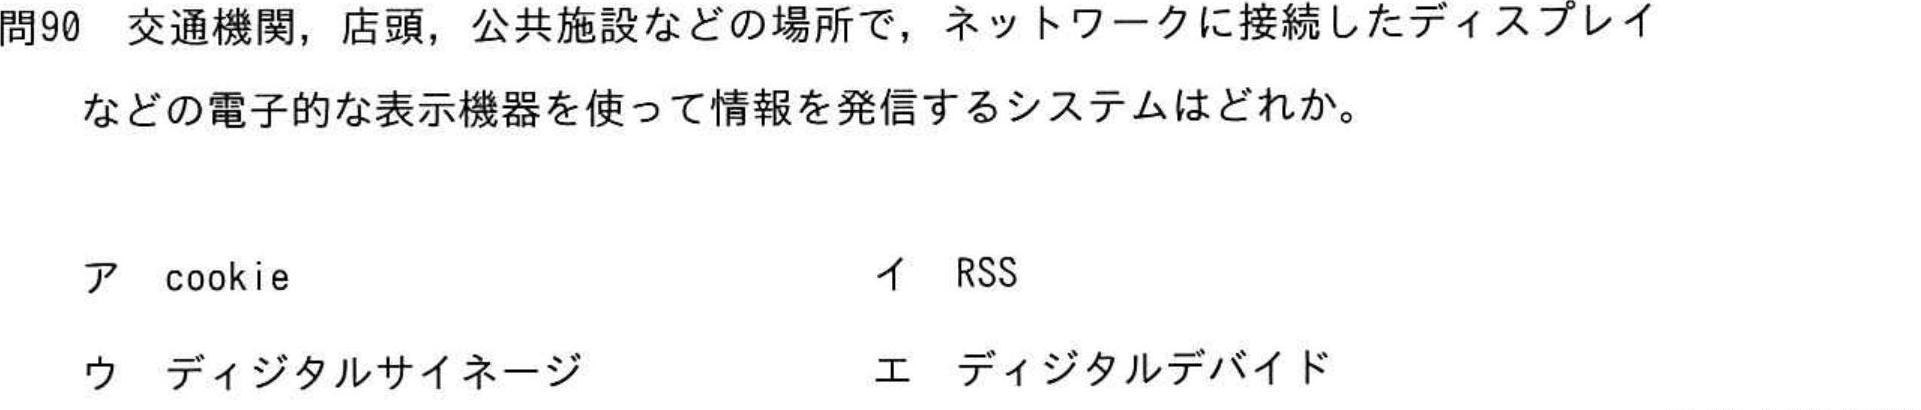 問90 交通機関，店頭，公共施設などの場所で，ネットワークに接続したディスプレイ
などの電子的な表示機器を使って情報を発信するシステムはどれか。
ア cookie イ RSS
ウ ディジタルサイネージ エ ディジタルデバイド